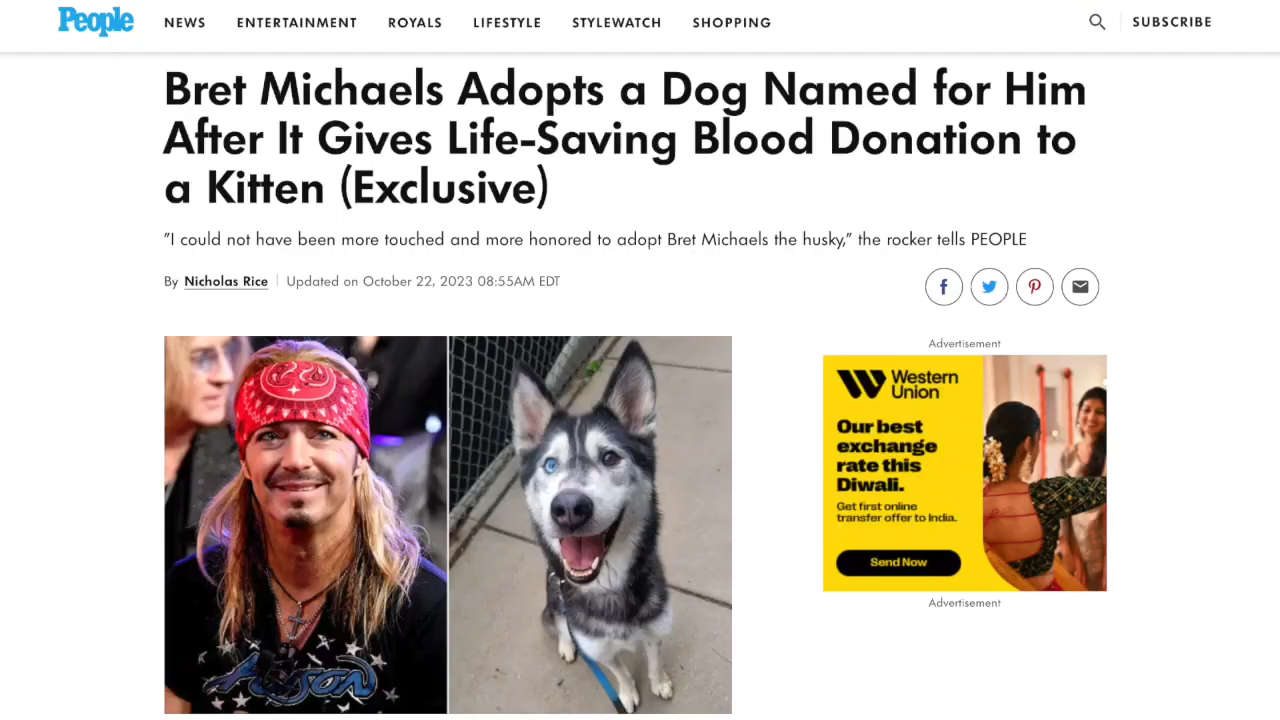 People
NEWS
ENTERTAINMENT
ROYALS
LIFESTYLE
STYLEWATCH
SHOPPING
SUBSCRIBE
Bret Michaels Adopts a Dog Named for Him
After It Gives Life-Saving Blood Donation to
a Kitten (Exclusive)
"I could not have been more touched and more honored to adopt Bret Michaels the husky," the rocker tells PEOPLE
By Nicholas Rice
Updated on October 22, 2023 08:55AM EDT
Advertisement
Western
Union
Our best
exchange
rate this
Diwali.
Get first online
transfer offer to India.
Send Now
Advertisement
Poison